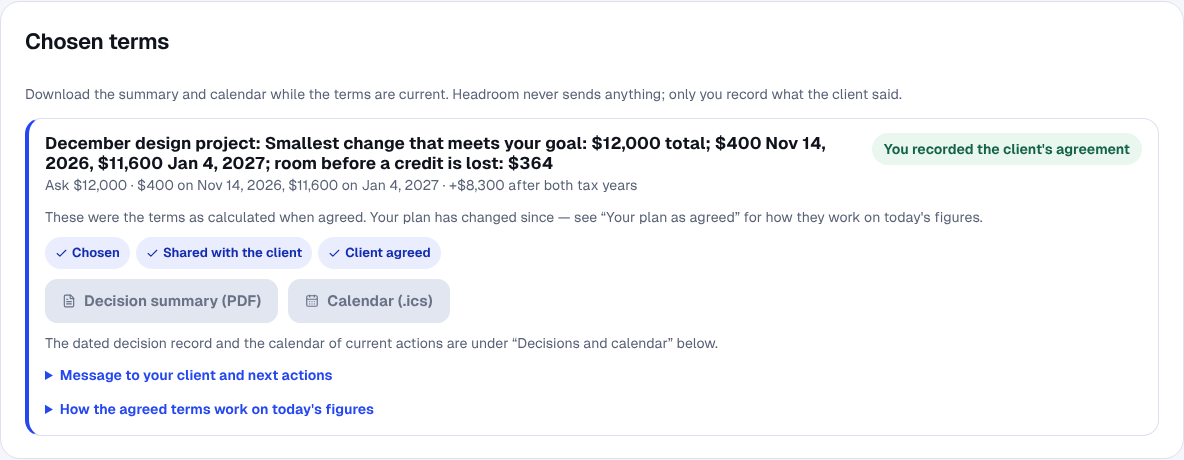 Chosen terms
Download the summary and calendar while the terms are current. Headroom never sends anything; only you record what the client said.
December design project: Smallest change that meets your goal: $12,000 total; $400 Nov 14,
2026, $11,600 Jan 4, 2027; room before a credit is lost: $364
You recorded the client's agreement
Ask $12,000 · $400 on Nov 14, 2026, $11,600 on Jan 4, 2027 · +$8,300 after both tax years
These were the terms as calculated when agreed. Your plan has changed since — see “Your plan as agreed” for how they work on today's figures.
✓ Chosen ✓ Shared with the client ✓ Client agreed
Decision summary (PDF) Calendar (.ics)
The dated decision record and the calendar of current actions are under “Decisions and calendar” below.
▶ Message to your client and next actions
▶ How the agreed terms work on today's figures